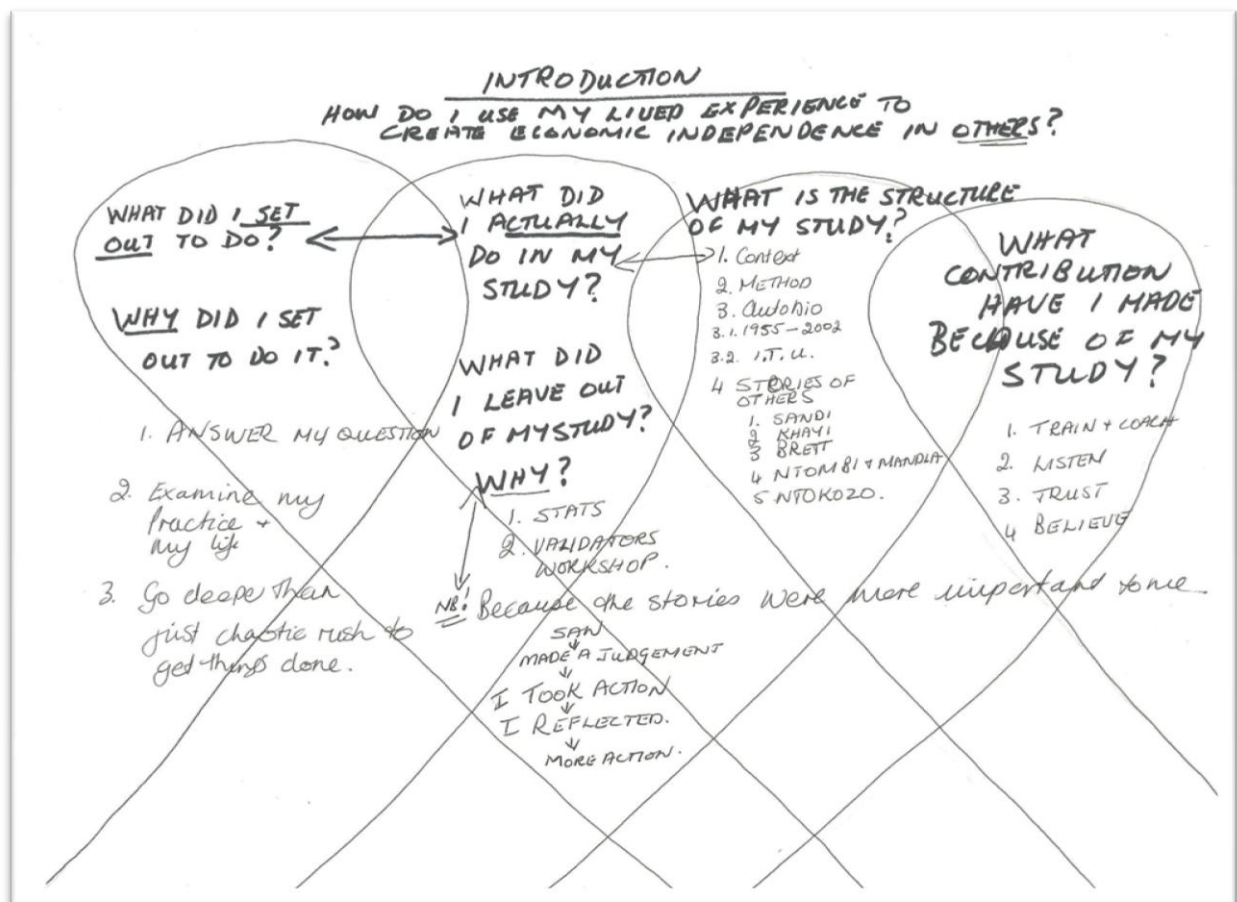 INTRODUCTION
HOW DO I USE MY LIVED EXPERIENCE TO
CREATE ECONOMIC INDEPENDENCE IN OTHERS?
WHAT DID I SET
OUT TO DO?
WHY DID I SET
OUT TO DO IT?
1. ANSWER MY QUESTION
2. Examine my
Practice +
my life
3. Go deeper than
just chaotic rush to
get things done.
WHAT DID
I ACTUALLY
DO IN MY
STUDY?
WHAT DID
I LEAVE OUT
OF MY STUDY?
WHY?
1. STATS
2. VALIDATORS
WORKSHOP.
NB! Because the stories were more important to me
SAW
MADE A JUDGEMENT
I TOOK ACTION
I REFLECTED.
MORE ACTION.
WHAT IS THE STRUCTURE
OF MY STUDY?
1. Context
2. METHOD
3. Autobio
3.1. 1955-2002
3.2. I.T.U.
4 STORIES OF
OTHERS
1. SANDI
2 KHAYI
3 BRETT
4 NTOMBI + MANDLA
5 NTOKOZO.
WHAT
CONTRIBUTION
HAVE I MADE
BECAUSE OF MY
STUDY?
1. TRAIN + COACH
2. LISTEN
3. TRUST
4 BELIEVE